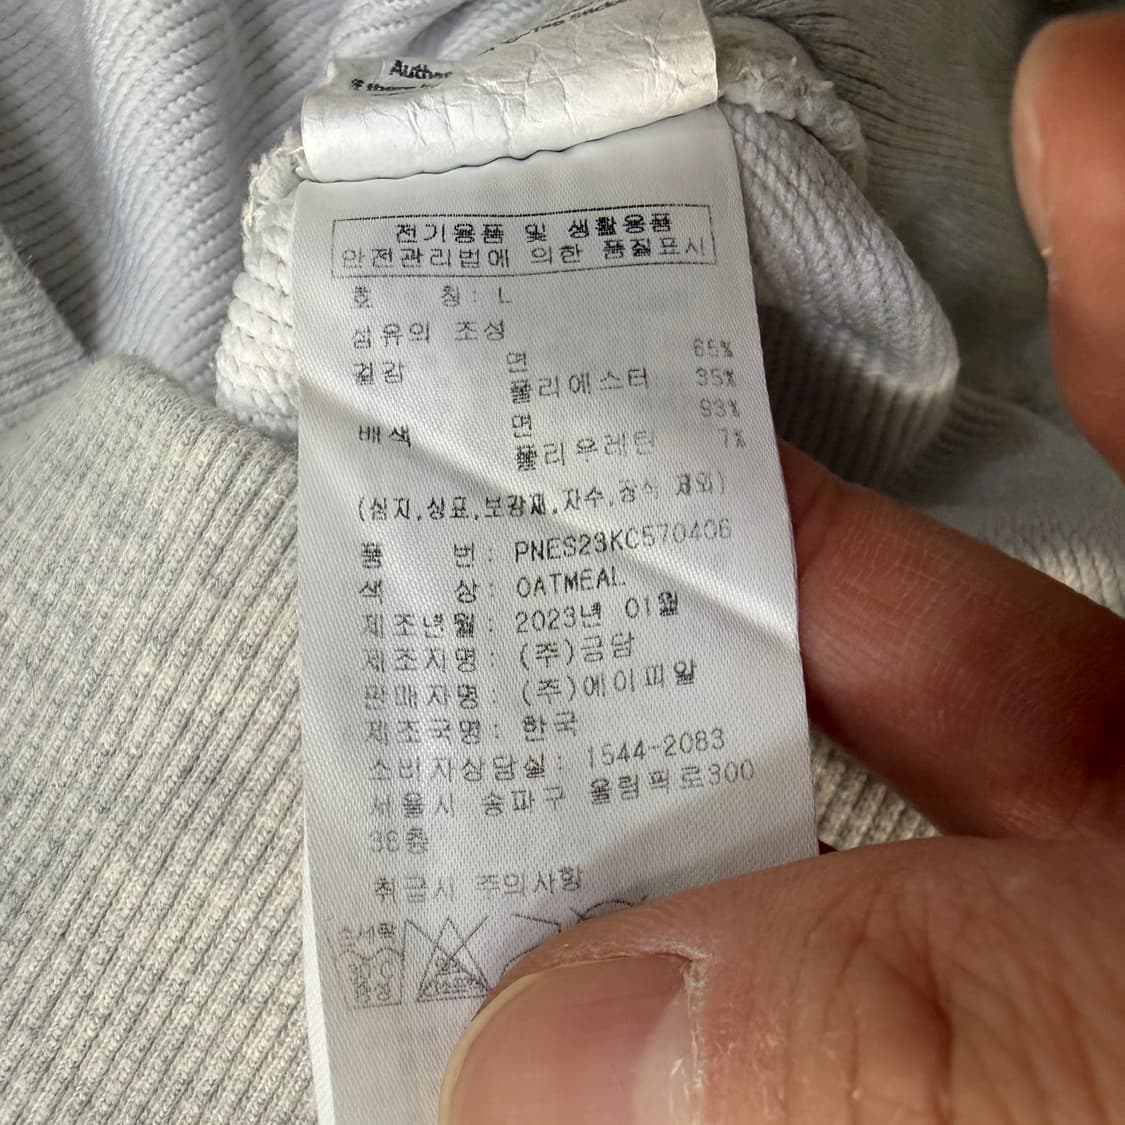 전기용품 및 생활용품
안전관리법에 의한 품질표시
호 칭: L
섬유의 조성
겉감 면 65%
폴리에스터 35%
배색 면 93%
폴리우레탄 7%
(심지,상표,보강재,자수,장식 제외)
품 번: PNES23KC570406
색 상: OATMEAL
제조년월: 2023년 01월
제조자명: (주)금담
판매자명: (주)에이피알
제조국명: 한국
소비자상담실: 1544-2083
서울시 송파구 올림픽로300
36층
취급시 주의사항
손세탁
중성